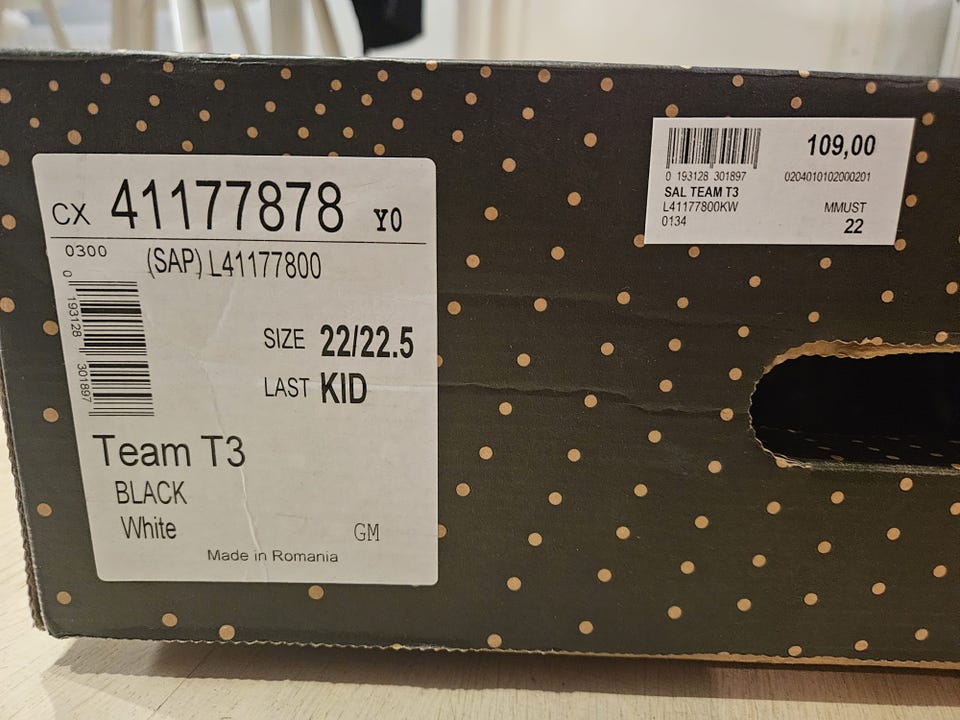 CX 41177878 Y0
0300 (SAP) L41177800
0 193128 301897
SIZE 22/22.5
LAST KID
Team T3
BLACK
White GM
Made in Romania
109,00
0 193128 301897 0204010102000201
SAL TEAM T3
L41177800KW MMUST
0134 22